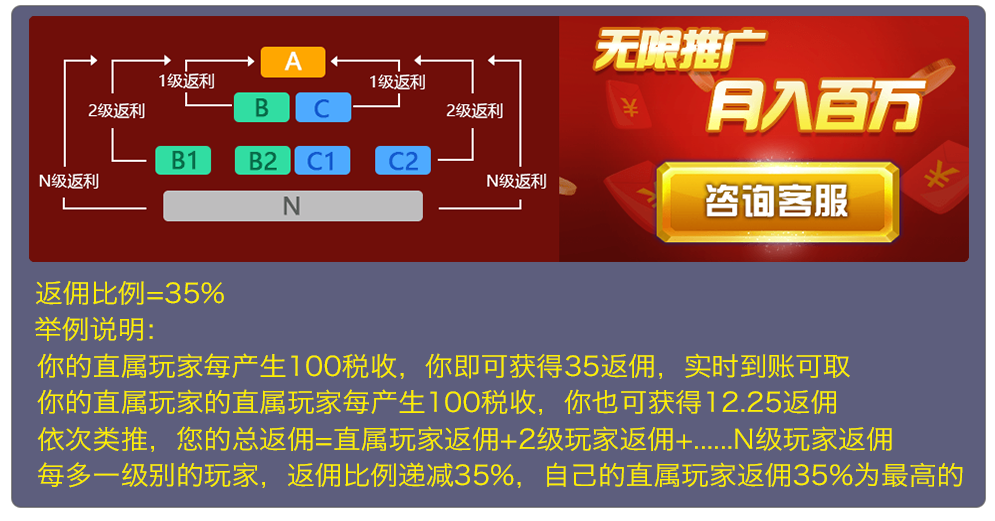 A
1级返利
1级返利
2级返利
B
C
2级返利
B1
B2
C1
C2
N级返利
N级返利
N
无限推广
月入百万
¥
¥
咨询客服
返佣比例=35%
举例说明：
你的直属玩家每产生100税收，你即可获得35返佣，实时到账可取
你的直属玩家的直属玩家每产生100税收，你也可获得12.25返佣
依次类推，您的总返佣=直属玩家返佣+2级玩家返佣+......N级玩家返佣
每多一级别的玩家，返佣比例递减35%，自己的直属玩家返佣35%为最高的